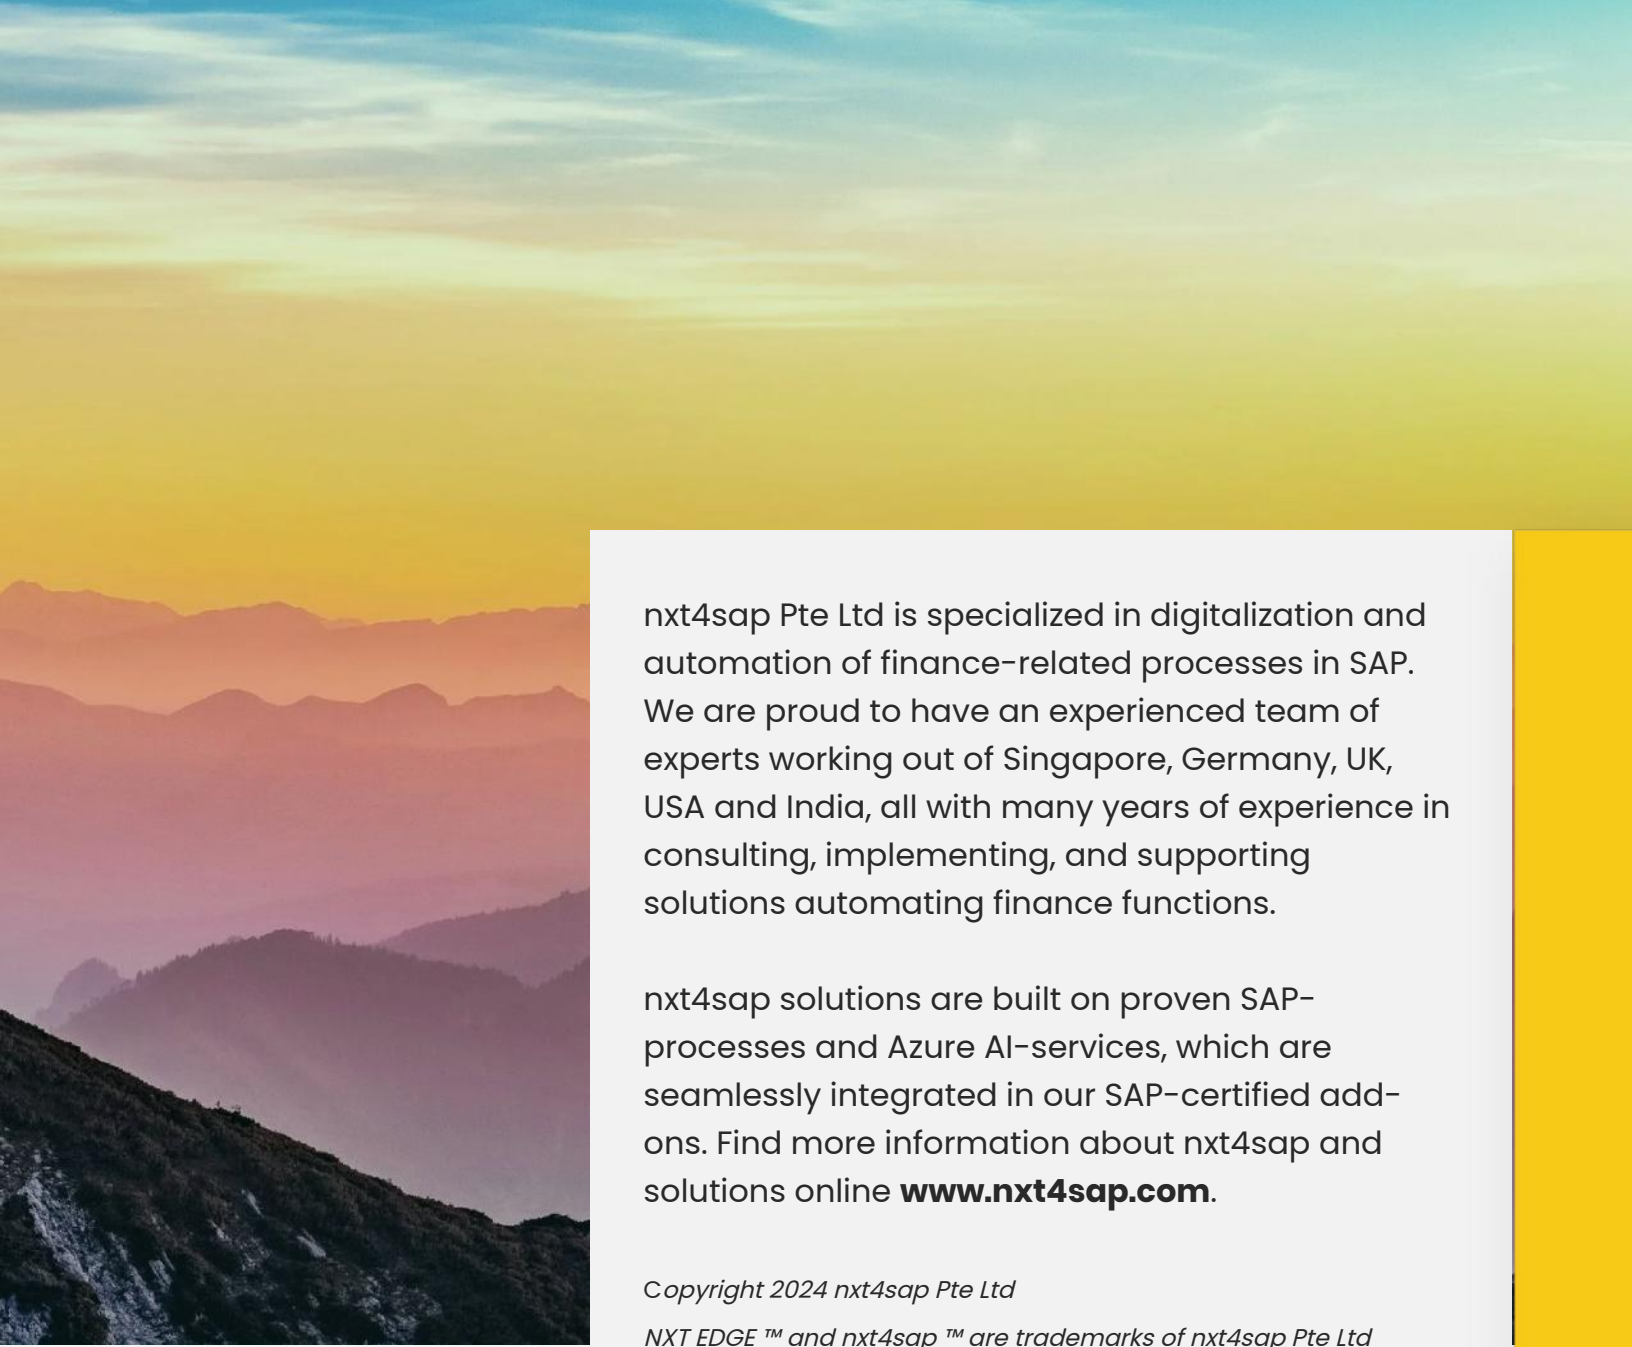 nxt4sap Pte Ltd is specialized in digitalization and
automation of finance-related processes in SAP.
We are proud to have an experienced team of
experts working out of Singapore, Germany, UK,
USA and India, all with many years of experience in
consulting, implementing, and supporting
solutions automating finance functions.
nxt4sap solutions are built on proven SAP-
processes and Azure AI-services, which are
seamlessly integrated in our SAP-certified add-
ons. Find more information about nxt4sap and
solutions online www.nxt4sap.com.
Copyright 2024 nxt4sap Pte Ltd
NXT EDGE ™ and nxt4sap ™ are trademarks of nxt4sap Pte Ltd